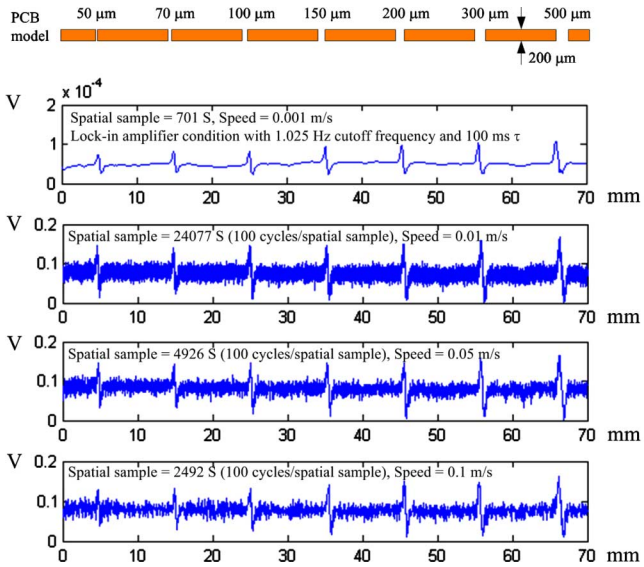 PCB model
50 µm 70 µm 100 µm 150 µm 200 µm 300 µm 500 µm
200 µm
V
x 10⁻⁴
2
1
0
Spatial sample = 701 S, Speed = 0.001 m/s
Lock-in amplifier condition with 1.025 Hz cutoff frequency and 100 ms τ
0 10 20 30 40 50 60 70 mm
V
0.2
0.1
0
Spatial sample = 24077 S (100 cycles/spatial sample), Speed = 0.01 m/s
0 10 20 30 40 50 60 70 mm
V
0.2
0.1
0
Spatial sample = 4926 S (100 cycles/spatial sample), Speed = 0.05 m/s
0 10 20 30 40 50 60 70 mm
V
0.2
0.1
0
Spatial sample = 2492 S (100 cycles/spatial sample), Speed = 0.1 m/s
0 10 20 30 40 50 60 70 mm